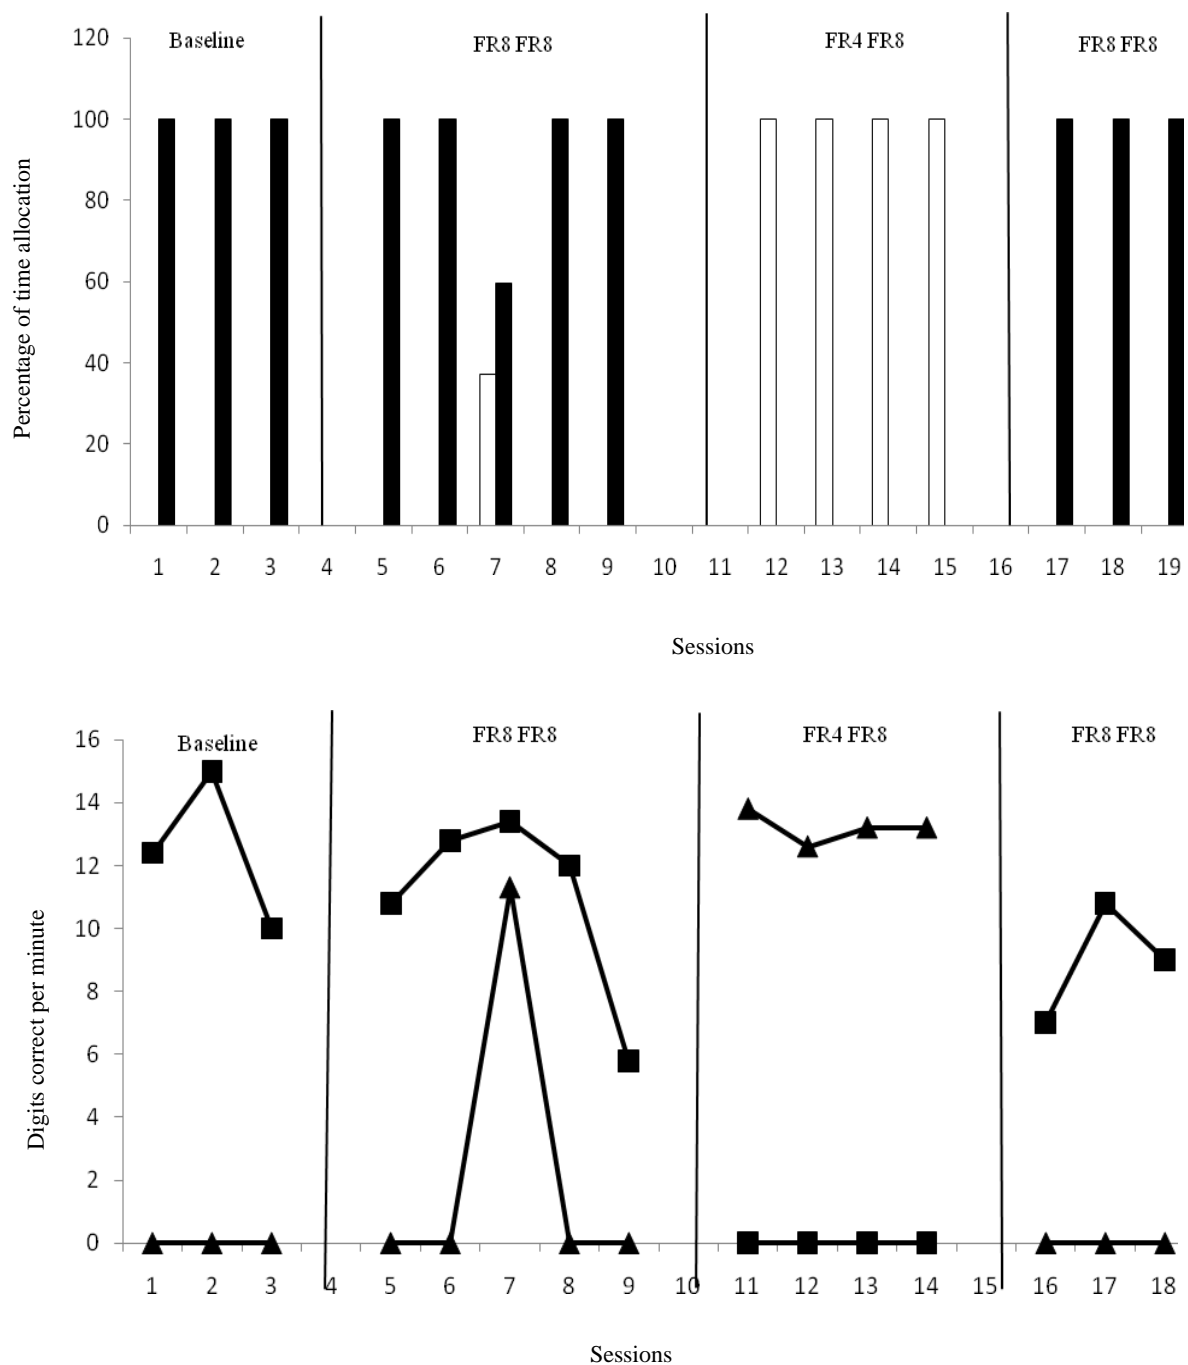 Baseline FR8 FR8 FR4 FR8 FR8 FR8
120
100
80
60
40
20
0
Percentage of time allocation
1 2 3 4 5 6 7 8 9 10 11 12 13 14 15 16 17 18 19
Sessions
Baseline FR8 FR8 FR4 FR8 FR8 FR8
16
14
12
10
8
6
4
2
0
Digits correct per minute
1 2 3 4 5 6 7 8 9 10 11 12 13 14 15 16 17 18
Sessions